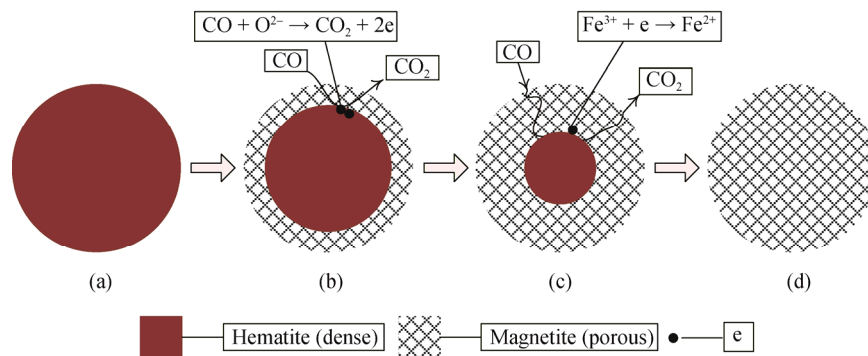 CO + O²⁻ → CO₂ + 2e
Fe³⁺ + e → Fe²⁺
CO
CO₂
CO
CO₂
(a)
(b)
(c)
(d)
Hematite (dense)
Magnetite (porous)
e